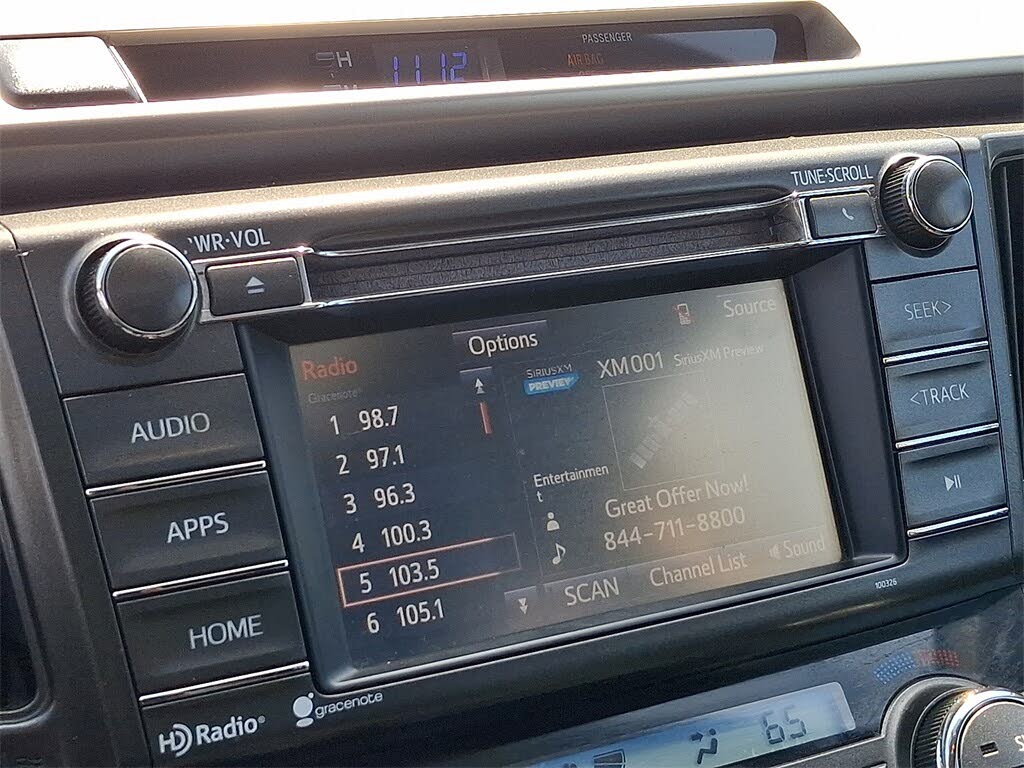 H
11 12
PASSENGER
AIR BAG
PWR·VOL
TUNE·SCROLL
SEEK>
<TRACK
AUDIO
APPS
HOME
Radio
Gracenote
Options
Source
SIRIUSXM
PREVIEW
XM001 SiriusXM Preview
1 98.7
2 97.1
3 96.3
4 100.3
5 103.5
6 105.1
Entertainmen
t
Great Offer Now!
844-711-8800
SCAN
Channel List
Sound
100326
HD Radio®
gracenote
65